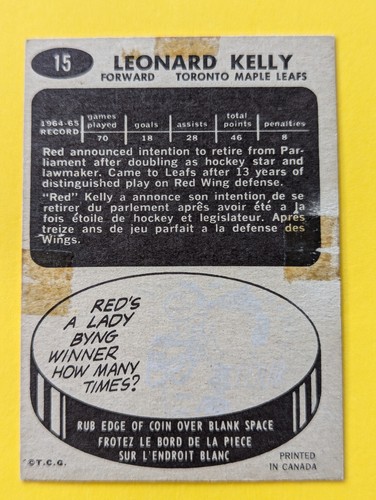 15
LEONARD KELLY
FORWARD TORONTO MAPLE LEAFS
1964-65 RECORD games played goals assists total points penalties
70 18 28 46 8
Red announced intention to retire from Par-
liament after doubling as hockey star and
lawmaker. Came to Leafs after 13 years of
distinguished play on Red Wing defense.
"Red" Kelly a annonce son intention de se
retirer du parlement après avoir été a la
fois étoile de hockey et legislateur. Après
treize ans de jeu parfait a la defense des
Wings.
RED'S
A LADY
BYNG
WINNER
HOW MANY
TIMES?
RUB EDGE OF COIN OVER BLANK SPACE
FROTEZ LE BORD DE LA PIECE
SUR L'ENDROIT BLANC
©T.C.G.
PRINTED
IN CANADA